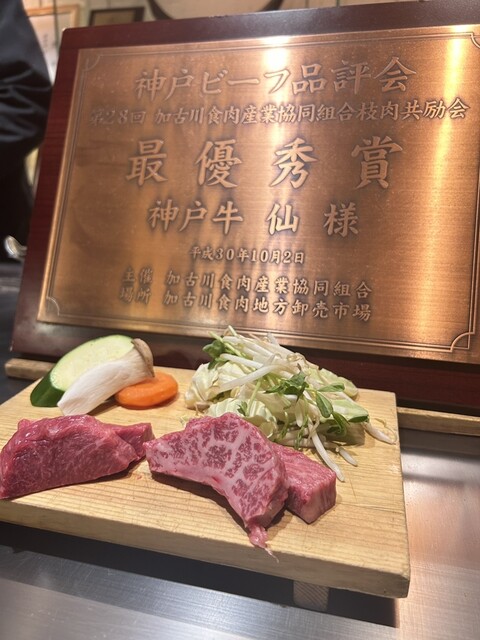 神戸ビーフ品評会
第28回 加古川食肉産業協同組合枝肉共励会
最優秀賞
神戸牛 仙 様
平成30年10月2日
主催 加古川食肉産業協同組合
場所 加古川食肉地方卸売市場